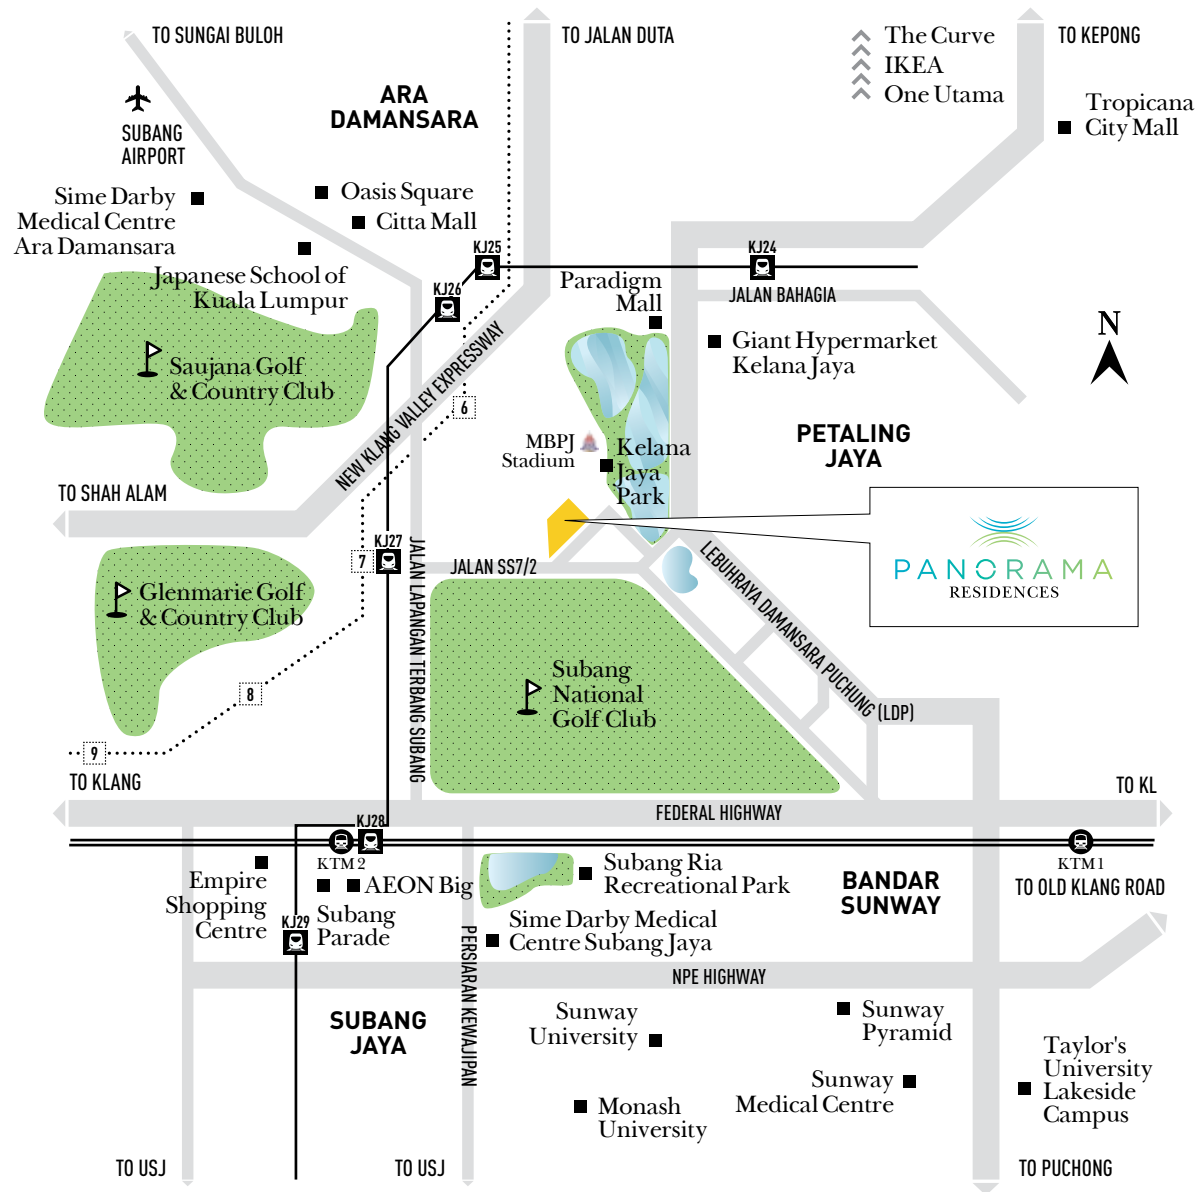 TO SUNGAI BULOH
TO JALAN DUTA
The Curve
IKEA
One Utama
TO KEPONG
Tropicana
City Mall
ARA
DAMANSARA
SUBANG
AIRPORT
Sime Darby
Medical Centre
Ara Damansara
Oasis Square
Citta Mall
Japanese School of
Kuala Lumpur
KJ25
KJ24
KJ26
Paradigm
Mall
JALAN BAHAGIA
Giant Hypermarket
Kelana Jaya
N
Saujana Golf
& Country Club
NEW KLANG VALLEY EXPRESSWAY
6
MBPJ
Stadium
Kelana
Jaya
Park
PETALING
JAYA
TO SHAH ALAM
PANORAMA
RESIDENCES
KJ27
7
JALAN LAPANGAN TERBANG SUBANG
JALAN SS7/2
LEBUHRAYA DAMANSARA PUCHUNG (LDP)
Glenmarie Golf
& Country Club
Subang
National
Golf Club
8
9
TO KLANG
TO KL
FEDERAL HIGHWAY
KJ28
KTM 2
KTM 1
TO OLD KLANG ROAD
Empire
Shopping
Centre
AEON Big
Subang
Parade
KJ29
Subang Ria
Recreational Park
Sime Darby Medical
Centre Subang Jaya
BANDAR
SUNWAY
PERSIARAN KEWAJIPAN
NPE HIGHWAY
SUBANG
JAYA
Sunway
University
Sunway
Pyramid
Monash
University
Sunway
Medical Centre
Taylor's
University
Lakeside
Campus
TO USJ
TO USJ
TO PUCHONG